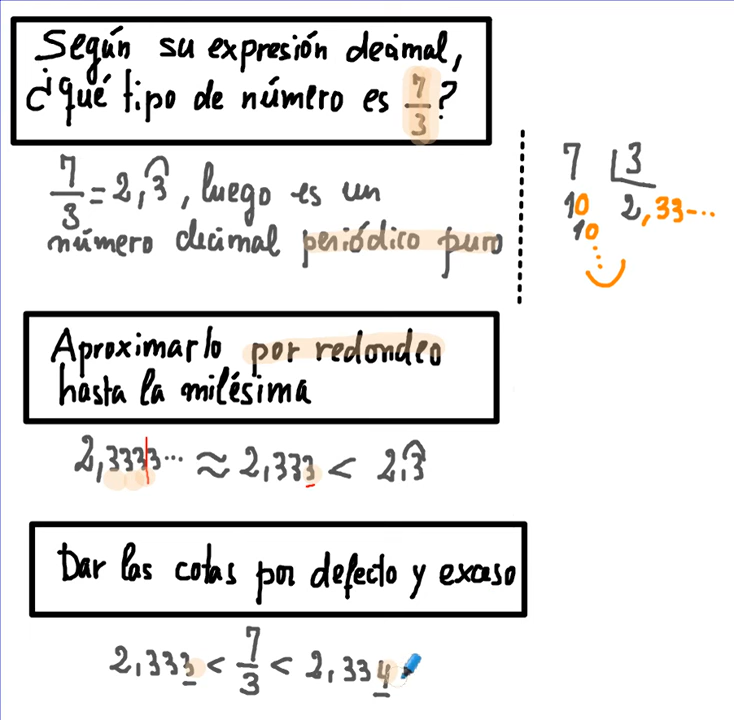 Según su expresión decimal,
¿qué tipo de número es 7/3?
7/3 = 2,3̑, luego es un
número decimal periódico puro
7 | 3
10 2,33...
10
Aproximarlo por redondeo
hasta la milésima
2,3333... ≈ 2,333 < 2,3̑
Dar las cotas por defecto y exceso
2,333 < 7/3 < 2,334